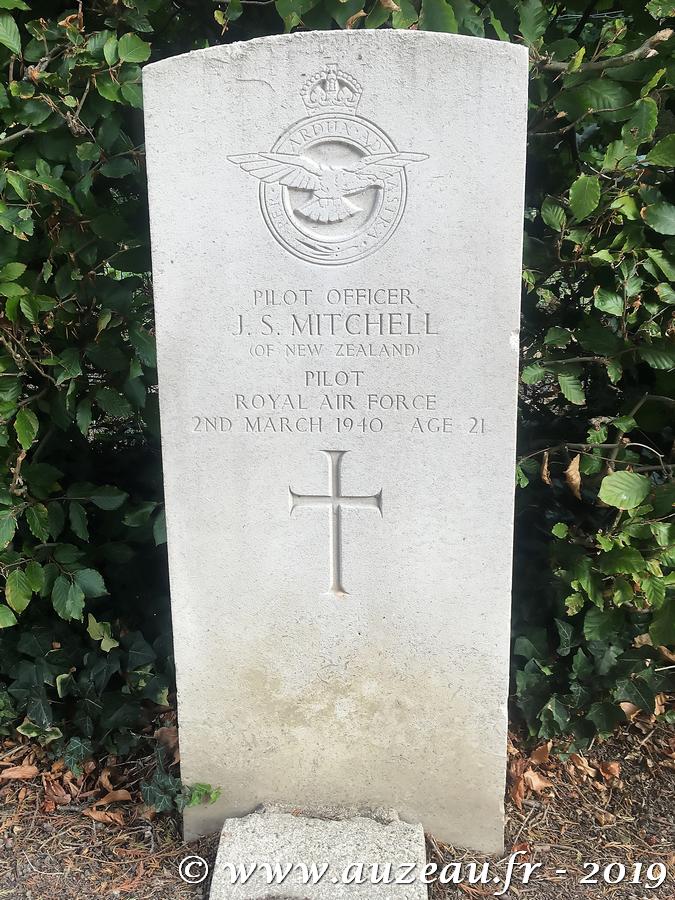 PER ARDUA AD ASTRA
PILOT OFFICER
J. S. MITCHELL
(OF NEW ZEALAND)
PILOT
ROYAL AIR FORCE
2ND MARCH 1940 AGE 21
© www.auzeau.fr - 2019